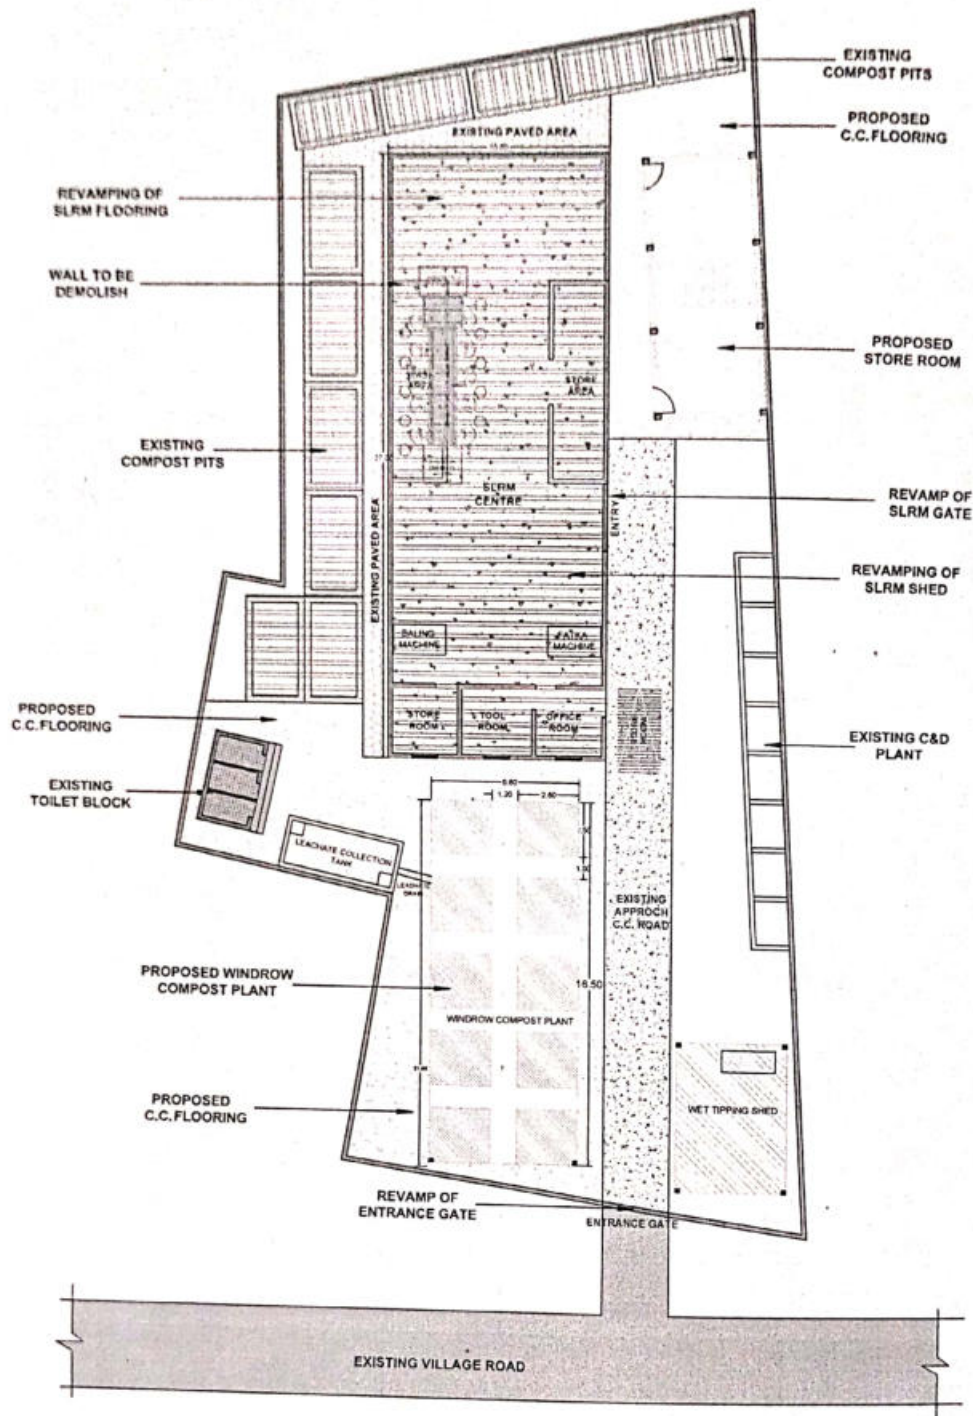 EXISTING
COMPOST PITS
PROPOSED
C.C.FLOORING
EXISTING PAVED AREA
REVAMPING OF
SLRM FLOORING
WALL TO BE
DEMOLISH
PROPOSED
STORE ROOM
STORE
AREA
EXISTING
COMPOST PITS
SLRM
CENTRE
EXISTING PAVED AREA
ENTRY
REVAMP OF
SLRM GATE
REVAMPING OF
SLRM SHED
BALING
MACHINE
FATKA
MACHINE
STORE
ROOM
TOOL
ROOM
OFFICE
ROOM
PROPOSED
C.C.FLOORING
EXISTING C&D
PLANT
EXISTING
TOILET BLOCK
1.20
LEACHATE COLLECTION
TANK
EXISTING
APPROCH
C.C. ROAD
PROPOSED WINDROW
COMPOST PLANT
16.50
WINDROW COMPOST PLANT
PROPOSED
C.C.FLOORING
WET TIPPING SHED
REVAMP OF
ENTRANCE GATE
ENTRANCE GATE
EXISTING VILLAGE ROAD